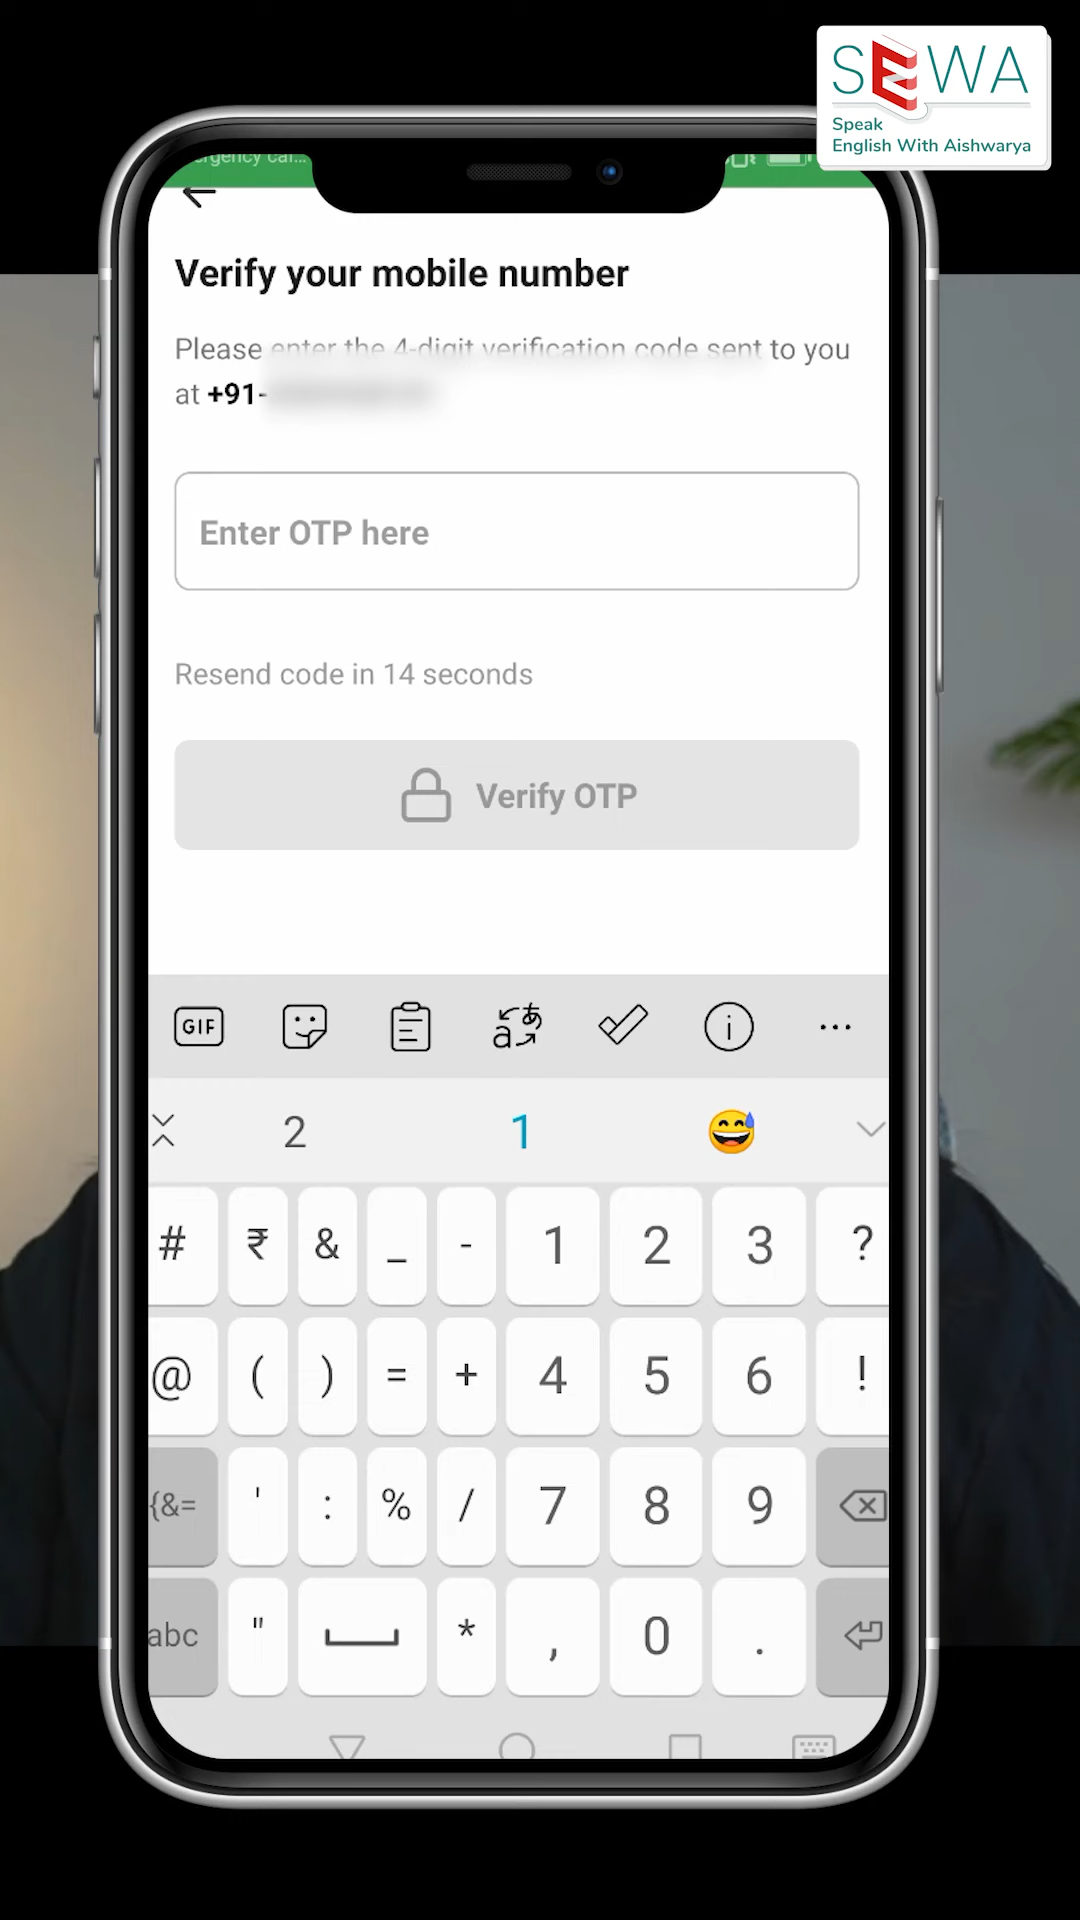 SEWA
Speak
English With Aishwarya
Verify your mobile number
Please enter the 4-digit verification code sent to you
at +91-
Enter OTP here
Resend code in 14 seconds
Verify OTP
GIF
2 1
# ₹ & _ - 1 2 3 ?
@ ( ) = + 4 5 6 !
{&= ' : % / 7 8 9
abc " * , 0 .